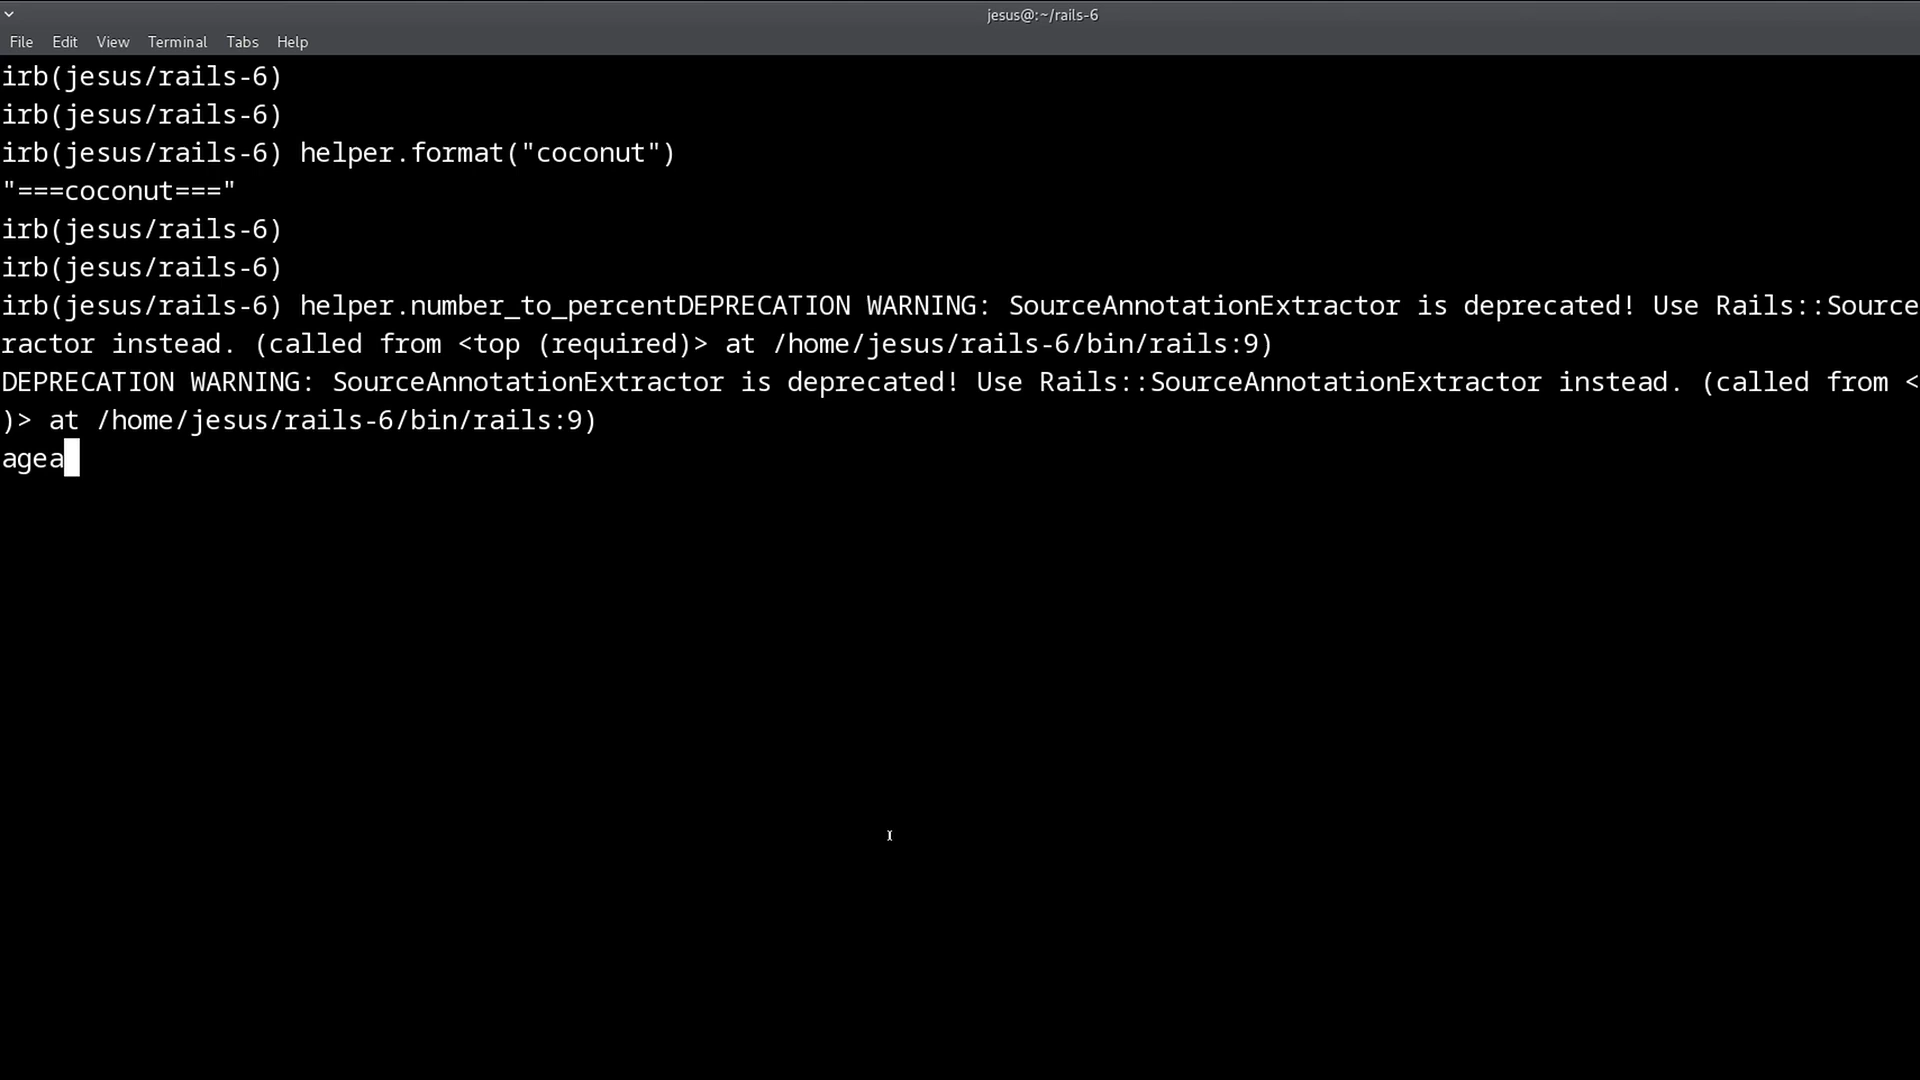 jesus@:~/rails-6
File Edit View Terminal Tabs Help
irb(jesus/rails-6)
irb(jesus/rails-6)
irb(jesus/rails-6) helper.format("coconut")
"===coconut==="
irb(jesus/rails-6)
irb(jesus/rails-6)
irb(jesus/rails-6) helper.number_to_percentDEPRECATION WARNING: SourceAnnotationExtractor is deprecated! Use Rails::Source
ractor instead. (called from <top (required)> at /home/jesus/rails-6/bin/rails:9)
DEPRECATION WARNING: SourceAnnotationExtractor is deprecated! Use Rails::SourceAnnotationExtractor instead. (called from <
)> at /home/jesus/rails-6/bin/rails:9)
agea